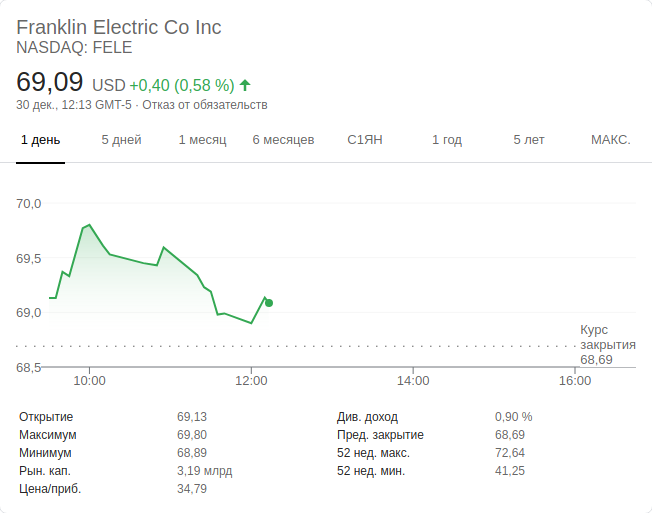 Franklin Electric Co Inc
NASDAQ: FELE
69,09 USD +0,40 (0,58 %)
30 дек., 12:13 GMT-5 · Отказ от обязательств
1 день 5 дней 1 месяц 6 месяцев С1ЯН 1 год 5 лет МАКС.
70,0
69,5
69,0
68,5
Курс
закрытия
68,69
10:00 12:00 14:00 16:00
Открытие 69,13 Див. доход 0,90 %
Максимум 69,80 Пред. закрытие 68,69
Минимум 68,89 52 нед. макс. 72,64
Рын. кап. 3,19 млрд 52 нед. мин. 41,25
Цена/приб. 34,79